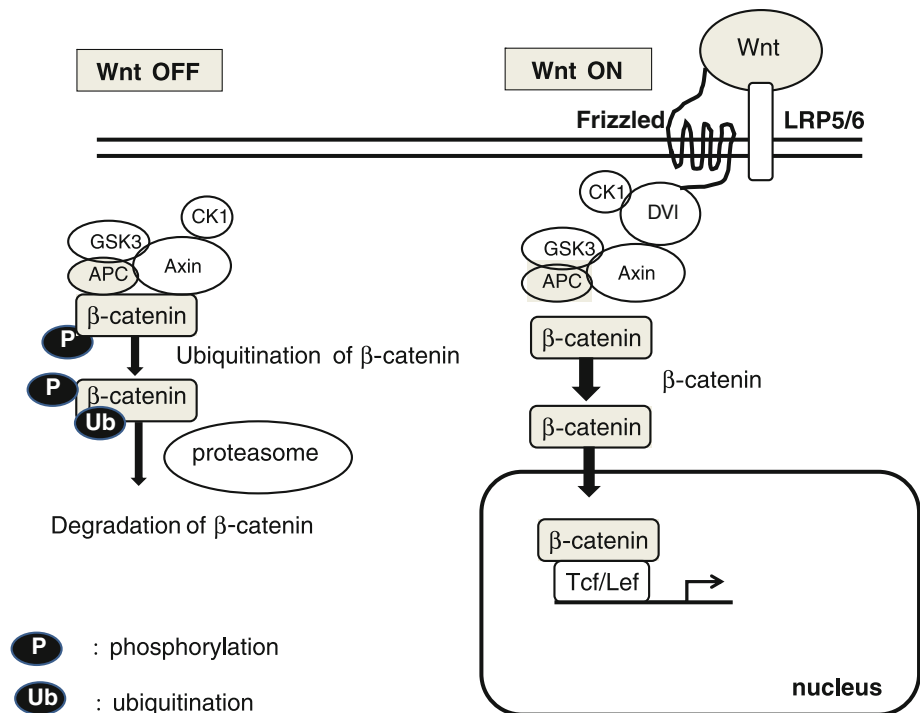 Wnt OFF
Wnt ON
Wnt
Frizzled
LRP5/6
CK1
GSK3
APC
Axin
β-catenin
P
Ubiquitination of β-catenin
P
β-catenin
Ub
proteasome
Degradation of β-catenin
P : phosphorylation
Ub : ubiquitination
CK1
DVI
GSK3
APC
Axin
β-catenin
β-catenin
β-catenin
β-catenin
Tcf/Lef
nucleus